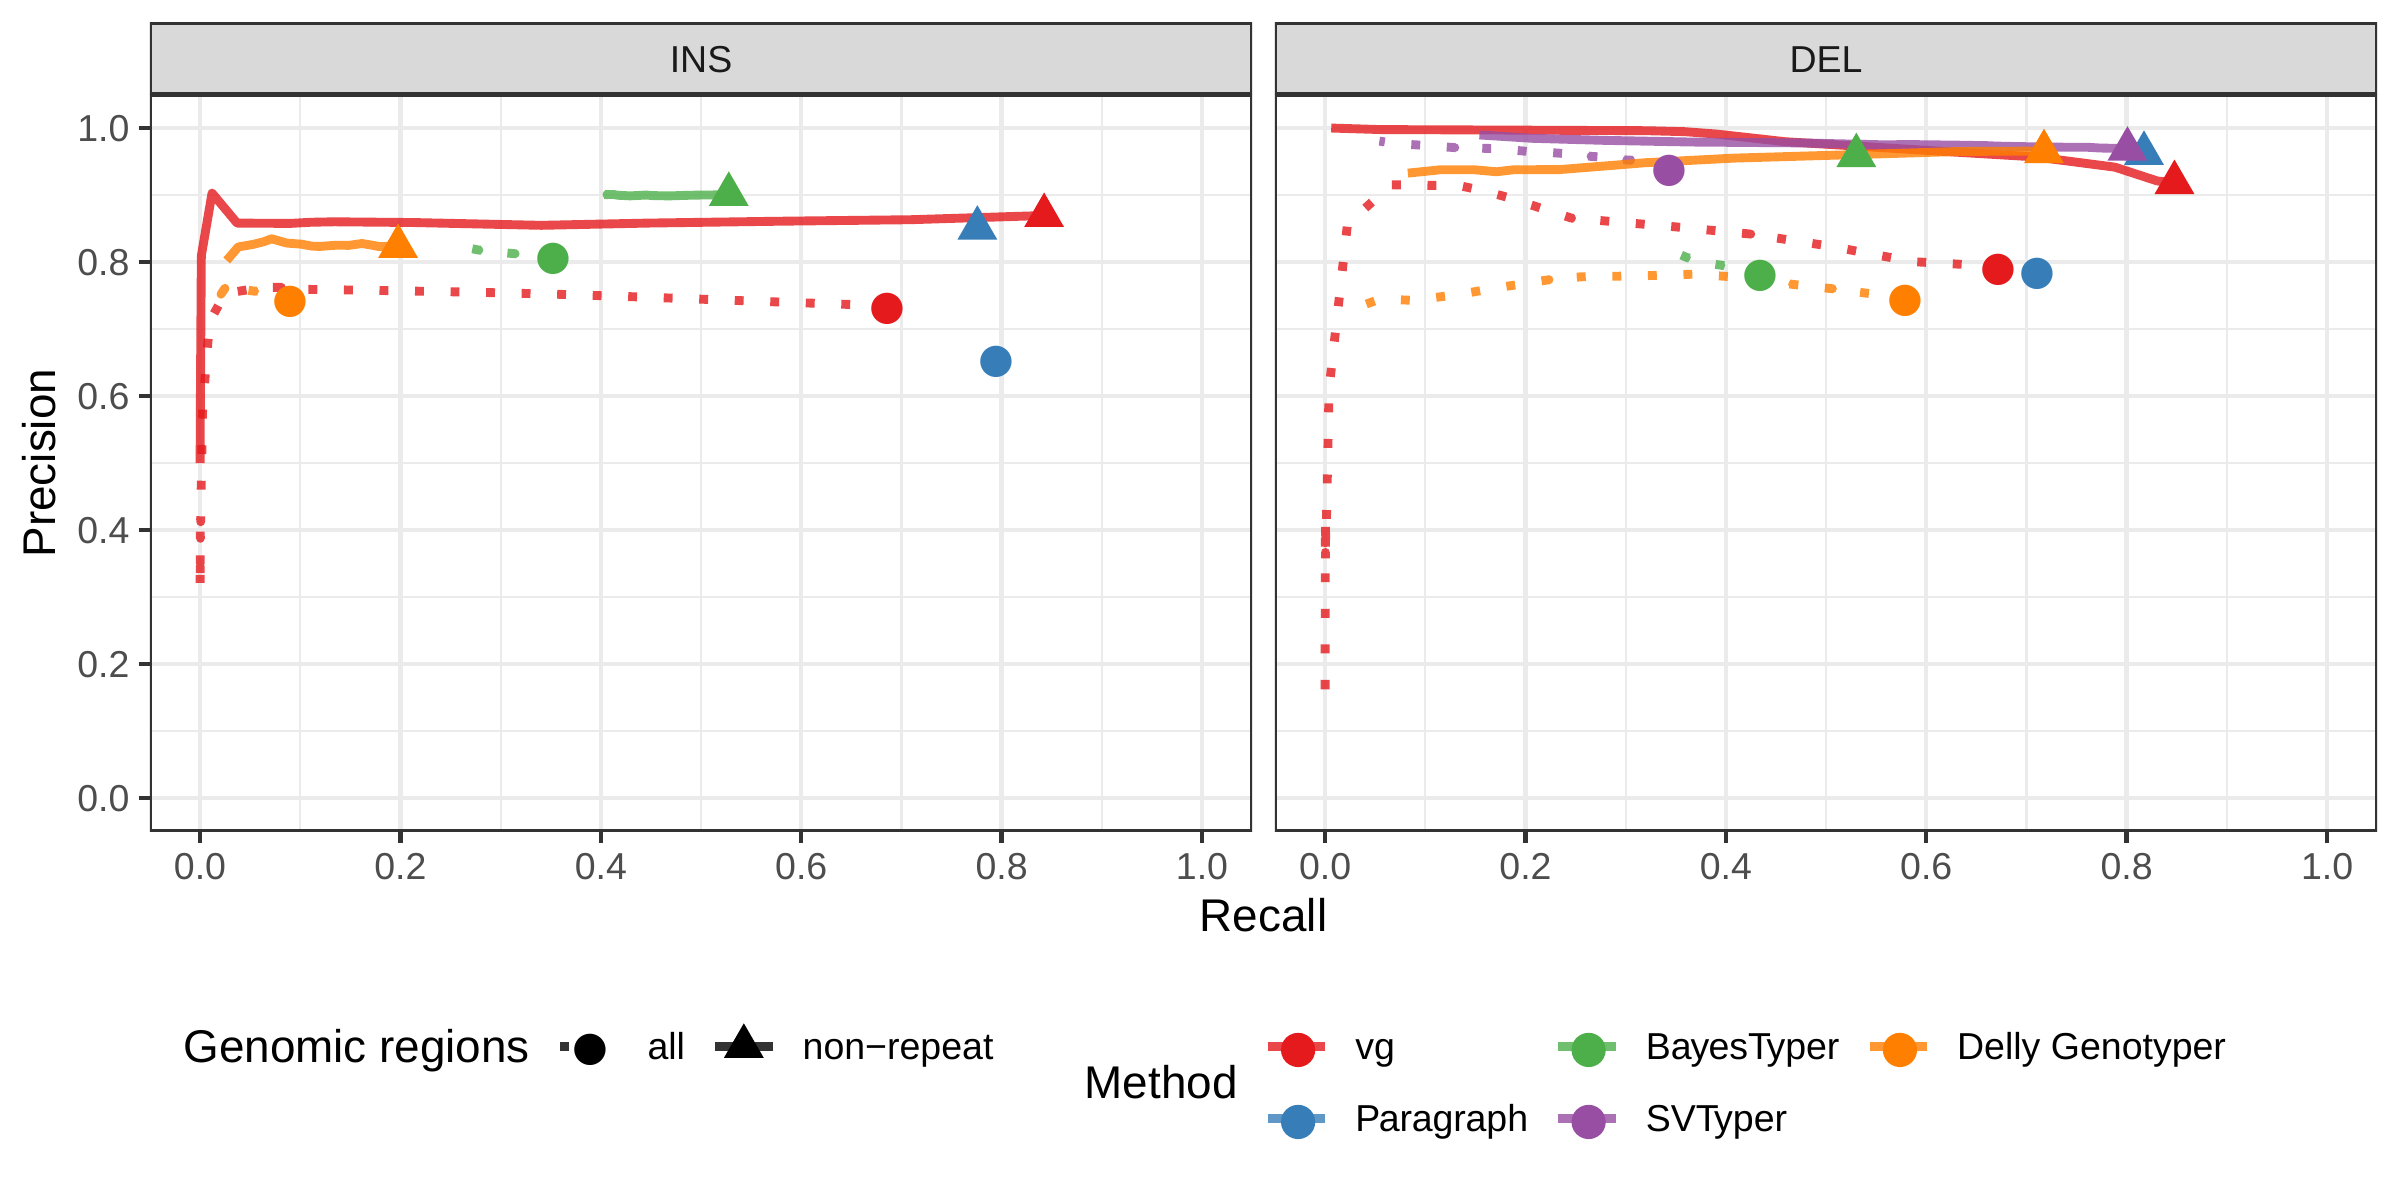 INS DEL
1.0
0.8
0.6
0.4
0.2
0.0
Precision
0.0 0.2 0.4 0.6 0.8 1.0 0.0 0.2 0.4 0.6 0.8 1.0
Recall
Genomic regions all non−repeat
Method
vg BayesTyper Delly Genotyper
Paragraph SVTyper